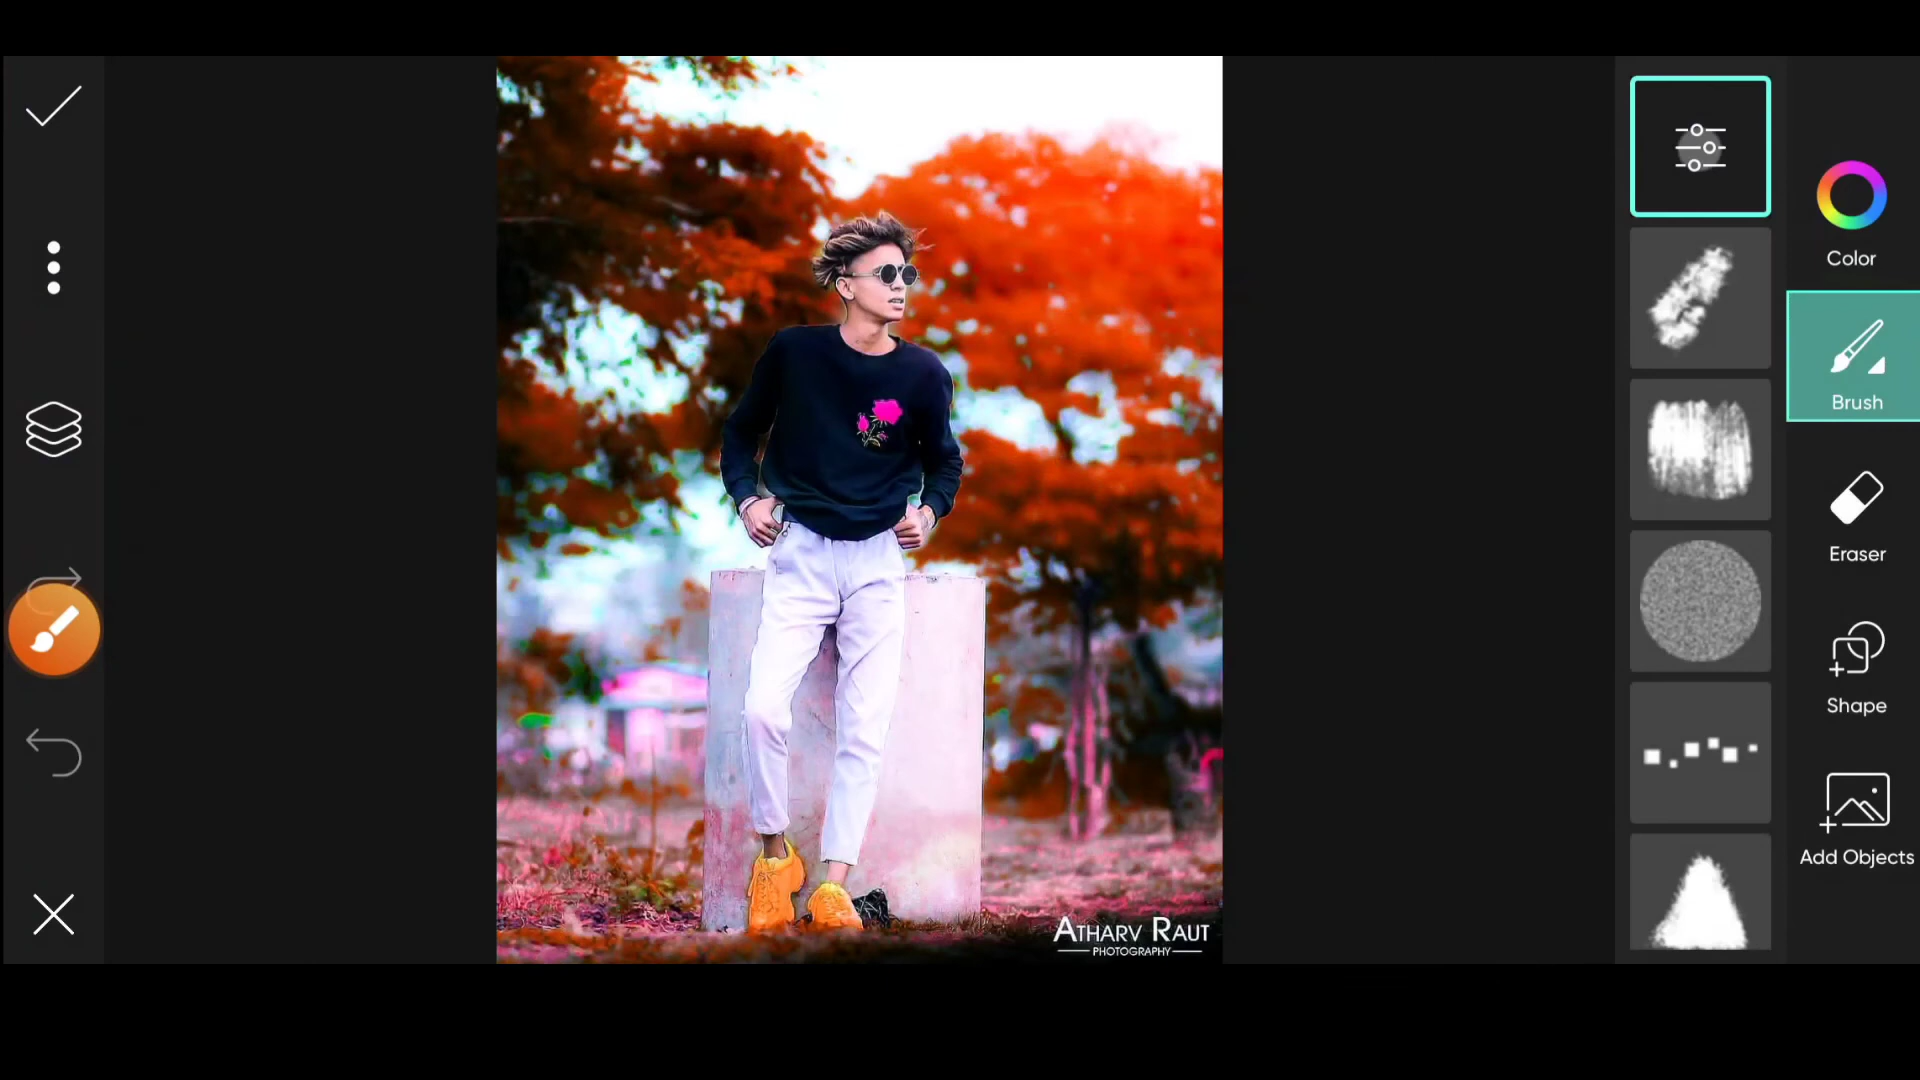 Color
Brush
Eraser
Shape
Add Objects
ATHARV RAUT
PHOTOGRAPHY